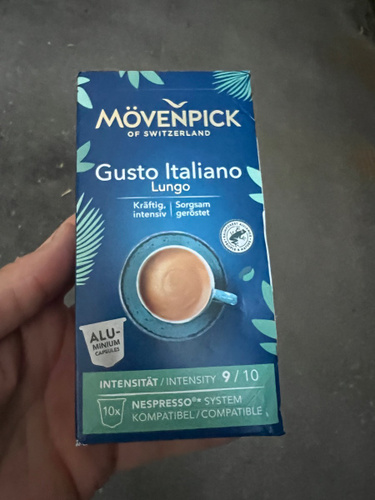 MÖVENPICK
OF SWITZERLAND
Gusto Italiano
Lungo
Kräftig, intensiv | Sorgsam geröstet
ALU-
MINIUM
CAPSULES
INTENSITÄT / INTENSITY 9 / 10
10x
NESPRESSO®* SYSTEM
KOMPATIBEL / COMPATIBLE